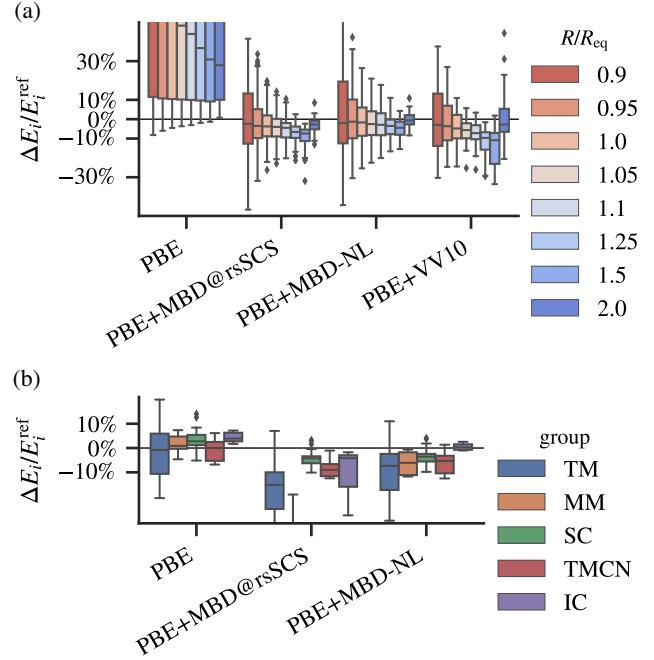 (a)
ΔE_i/E_i^ref
30%
10%
0%
−10%
−30%
PBE
PBE+MBD@rsSCS
PBE+MBD-NL
PBE+VV10
R/R_eq
0.9
0.95
1.0
1.05
1.1
1.25
1.5
2.0
(b)
ΔE_i/E_i^ref
10%
0%
−10%
PBE
PBE+MBD@rsSCS
PBE+MBD-NL
group
TM
MM
SC
TMCN
IC